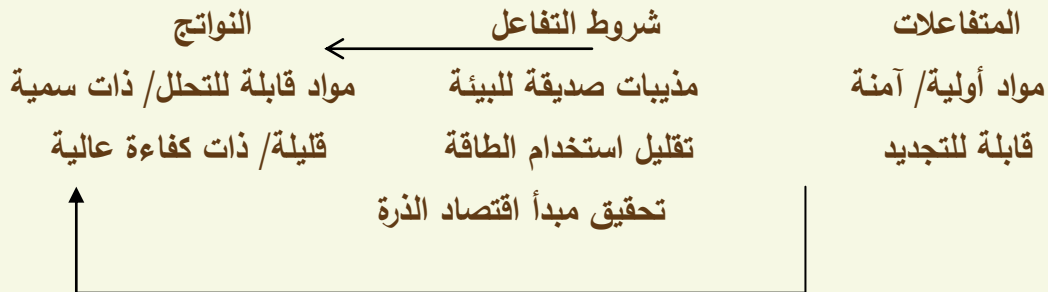 المتفاعلات شروط التفاعل النواتج
مواد أولية/ آمنة مذيبات صديقة للبيئة مواد قابلة للتحلل/ ذات سمية
قابلة للتجديد تقليل استخدام الطاقة قليلة/ ذات كفاءة عالية
تحقيق مبدأ اقتصاد الذرة